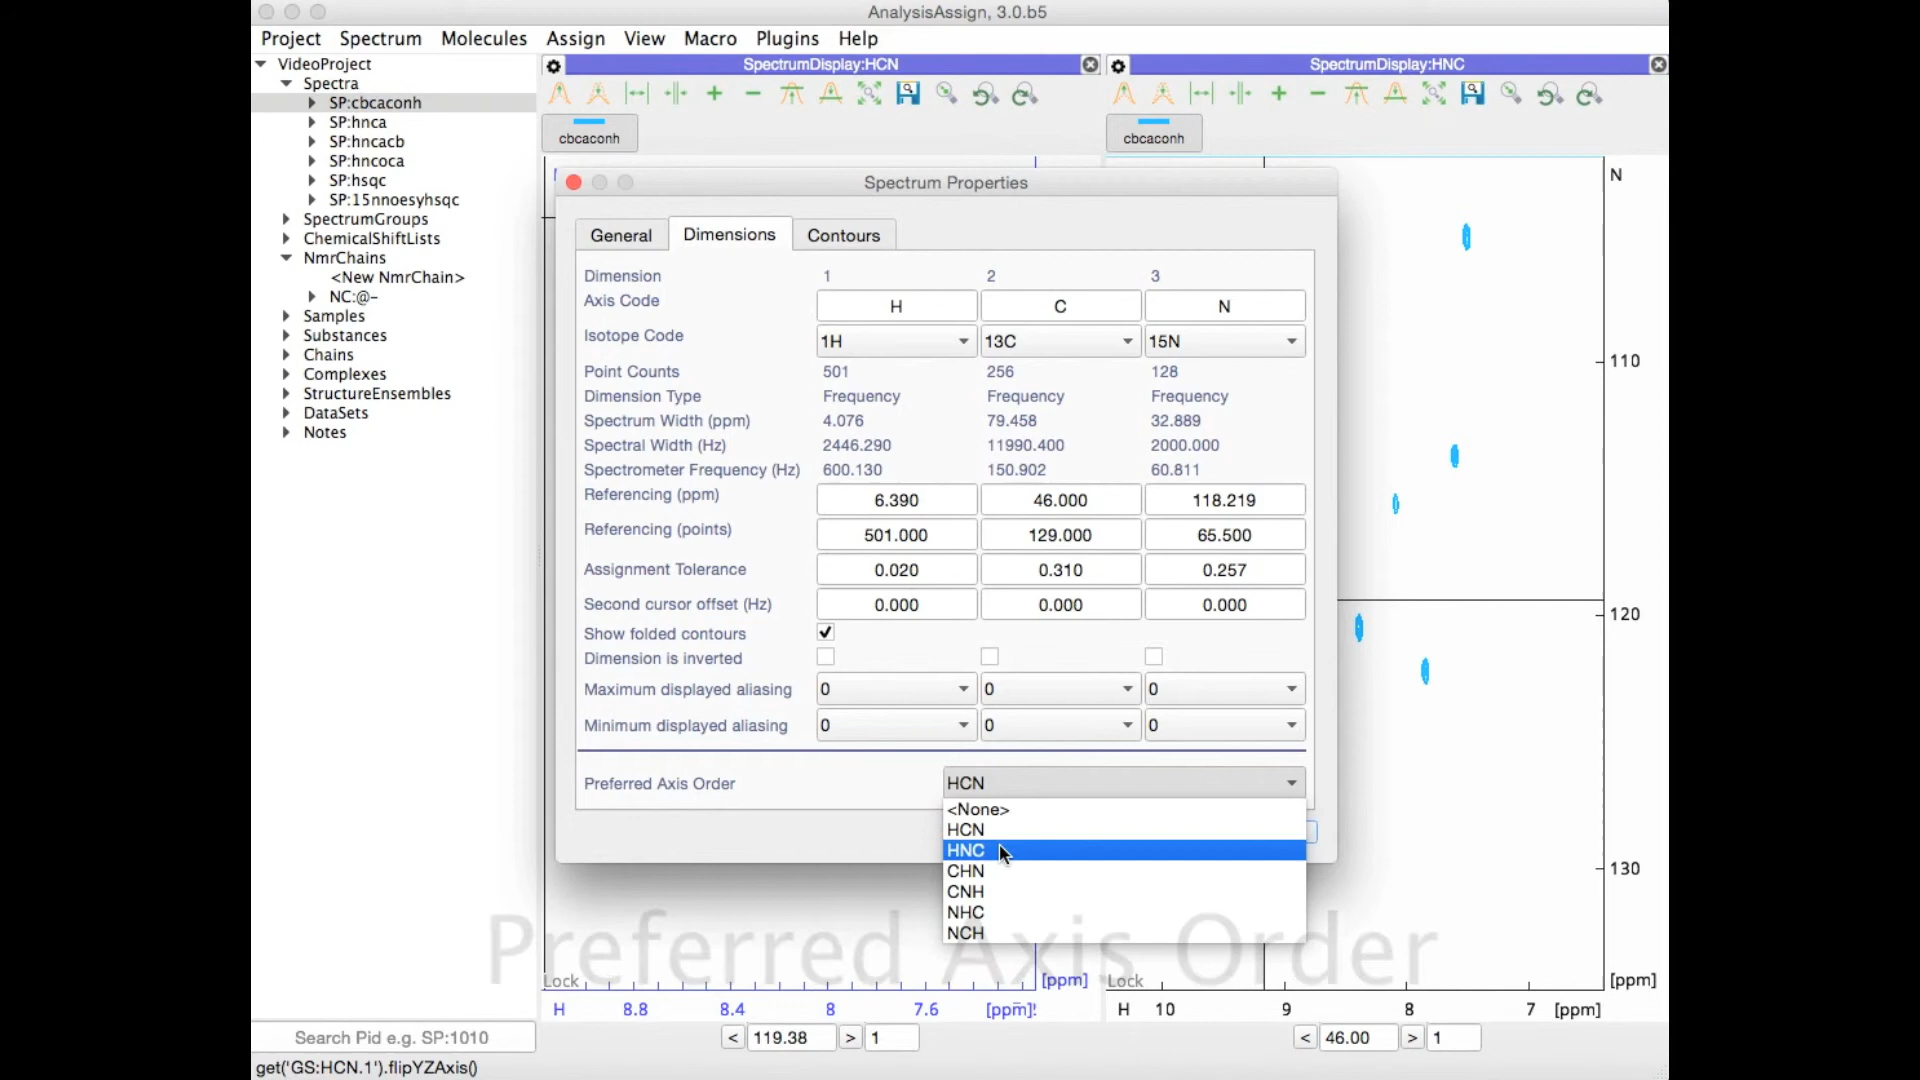 AnalysisAssign, 3.0.b5
Project Spectrum Molecules Assign View Macro Plugins Help
VideoProject
Spectra
SP:cbcaconh
SP:hnca
SP:hncacb
SP:hncoca
SP:hsqc
SP:15nnoesyhsqc
SpectrumGroups
ChemicalShiftLists
NmrChains
<New NmrChain>
NC:@-
Samples
Substances
Chains
Complexes
StructureEnsembles
DataSets
Notes
Search Pid e.g. SP:1010
get('GS:HCN.1').flipYZAxis()
SpectrumDisplay:HCN
cbcaconh
SpectrumDisplay:HNC
cbcaconh
Spectrum Properties
General Dimensions Contours
Dimension 1 2 3
Axis Code H C N
Isotope Code 1H 13C 15N
Point Counts 501 256 128
Dimension Type Frequency Frequency Frequency
Spectrum Width (ppm) 4.076 79.458 32.889
Spectral Width (Hz) 2446.290 11990.400 2000.000
Spectrometer Frequency (Hz) 600.130 150.902 60.811
Referencing (ppm) 6.390 46.000 118.219
Referencing (points) 501.000 129.000 65.500
Assignment Tolerance 0.020 0.310 0.257
Second cursor offset (Hz) 0.000 0.000 0.000
Show folded contours
Dimension is inverted
Maximum displayed aliasing 0 0 0
Minimum displayed aliasing 0 0 0
Preferred Axis Order HCN
<None>
HCN
HNC
CHN
CNH
NHC
NCH
Preferred Axis Order
Lock [ppm]
H 8.8 8.4 8 7.6 [ppm]
< 119.38 > 1
N
110
120
130
Lock [ppm]
H 10 9 8 7 [ppm]
< 46.00 > 1